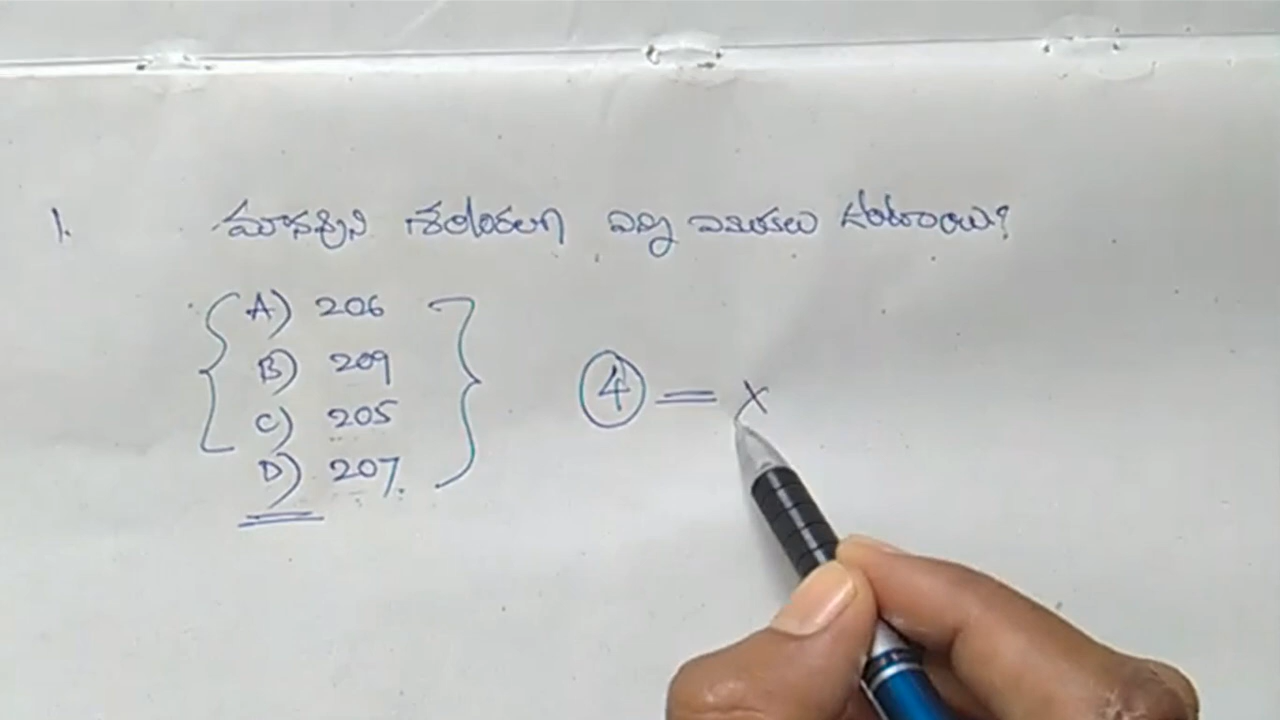 1. మానవుని శరీరంలో ఎన్ని ఎమికలు ఉంటాయి?
A) 206
B) 209
C) 205
D) 207
4 = x